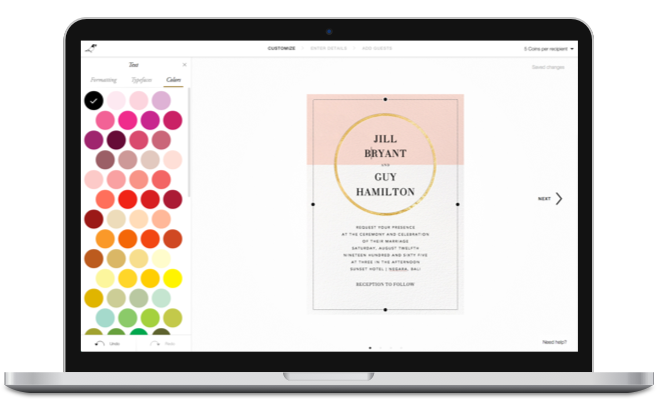 CUSTOMIZE ENTER DETAILS ADD GUESTS
0 Coins per recipient
Text ×
Saved changes
Formatting Typefaces Colors
JILL
BRYANT
AND
GUY
HAMILTON
NEXT
REQUEST YOUR PRESENCE
AT THE CEREMONY AND CELEBRATION
OF THEIR MARRIAGE
SATURDAY, AUGUST TWELFTH
NINETEEN HUNDRED AND SIXTY FIVE
AT THREE IN THE AFTERNOON
SUNSET HOTEL | NEGARA, BALI
RECEPTION TO FOLLOW
Undo Redo
Need help?